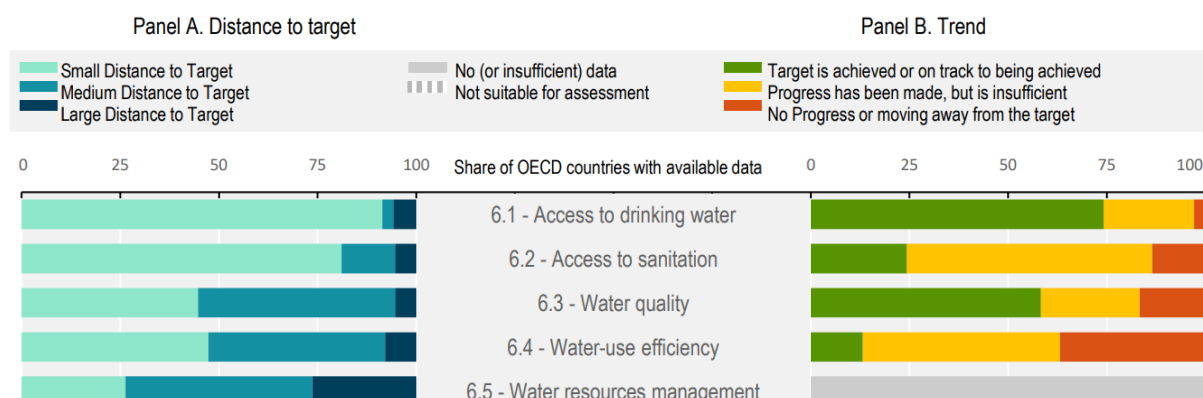 Panel A. Distance to target
Panel B. Trend
Small Distance to Target
Medium Distance to Target
Large Distance to Target
No (or insufficient) data
Not suitable for assessment
Target is achieved or on track to being achieved
Progress has been made, but is insufficient
No Progress or moving away from the target
0 25 50 75 100 Share of OECD countries with available data 0 25 50 75 100
6.1 - Access to drinking water
6.2 - Access to sanitation
6.3 - Water quality
6.4 - Water-use efficiency
6.5 - Water resources management